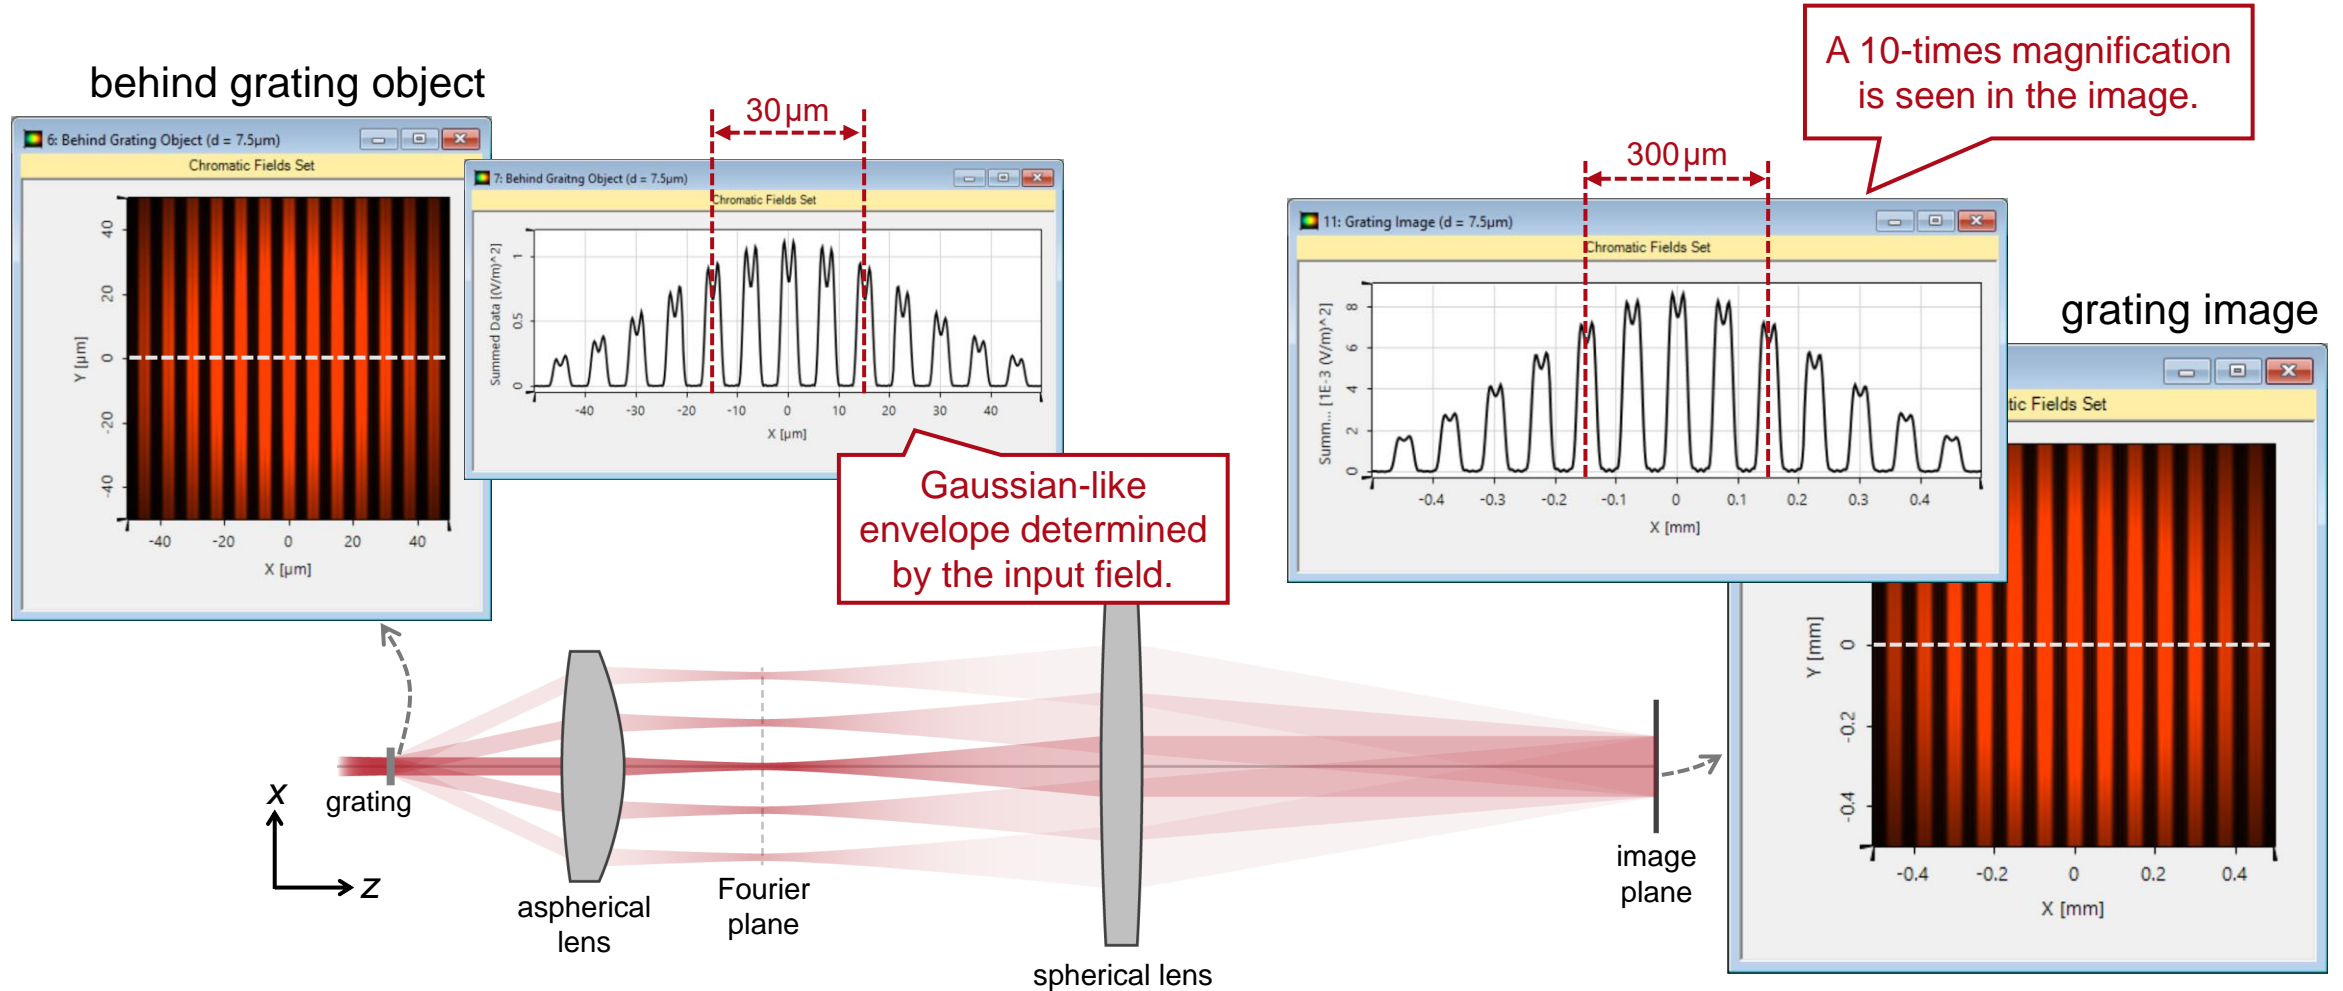 behind grating object
6: Behind Grating Object (d = 7.5µm)
Chromatic Fields Set
40
20
0
-20
-40
Y [µm]
-40
-20
0
20
40
X [µm]
30 µm
7: Behind Graitng Object (d = 7.5µm)
Chromatic Fields Set
Summed Data [(V/m)^2]
1
0.5
0
-40
-30
-20
-10
0
10
20
30
40
X [µm]
Gaussian-like
envelope determined
by the input field.
A 10-times magnification
is seen in the image.
300 µm
11: Grating Image (d = 7.5µm)
Chromatic Fields Set
Summ... [1E-3 (V/m)^2]
8
6
4
2
0
-0.4
-0.3
-0.2
-0.1
0
0.1
0.2
0.3
0.4
X [mm]
grating image
tic Fields Set
Y [mm]
0
-0.2
-0.4
-0.4
-0.2
0
0.2
0.4
X [mm]
x
z
grating
aspherical
lens
Fourier
plane
spherical lens
image
plane